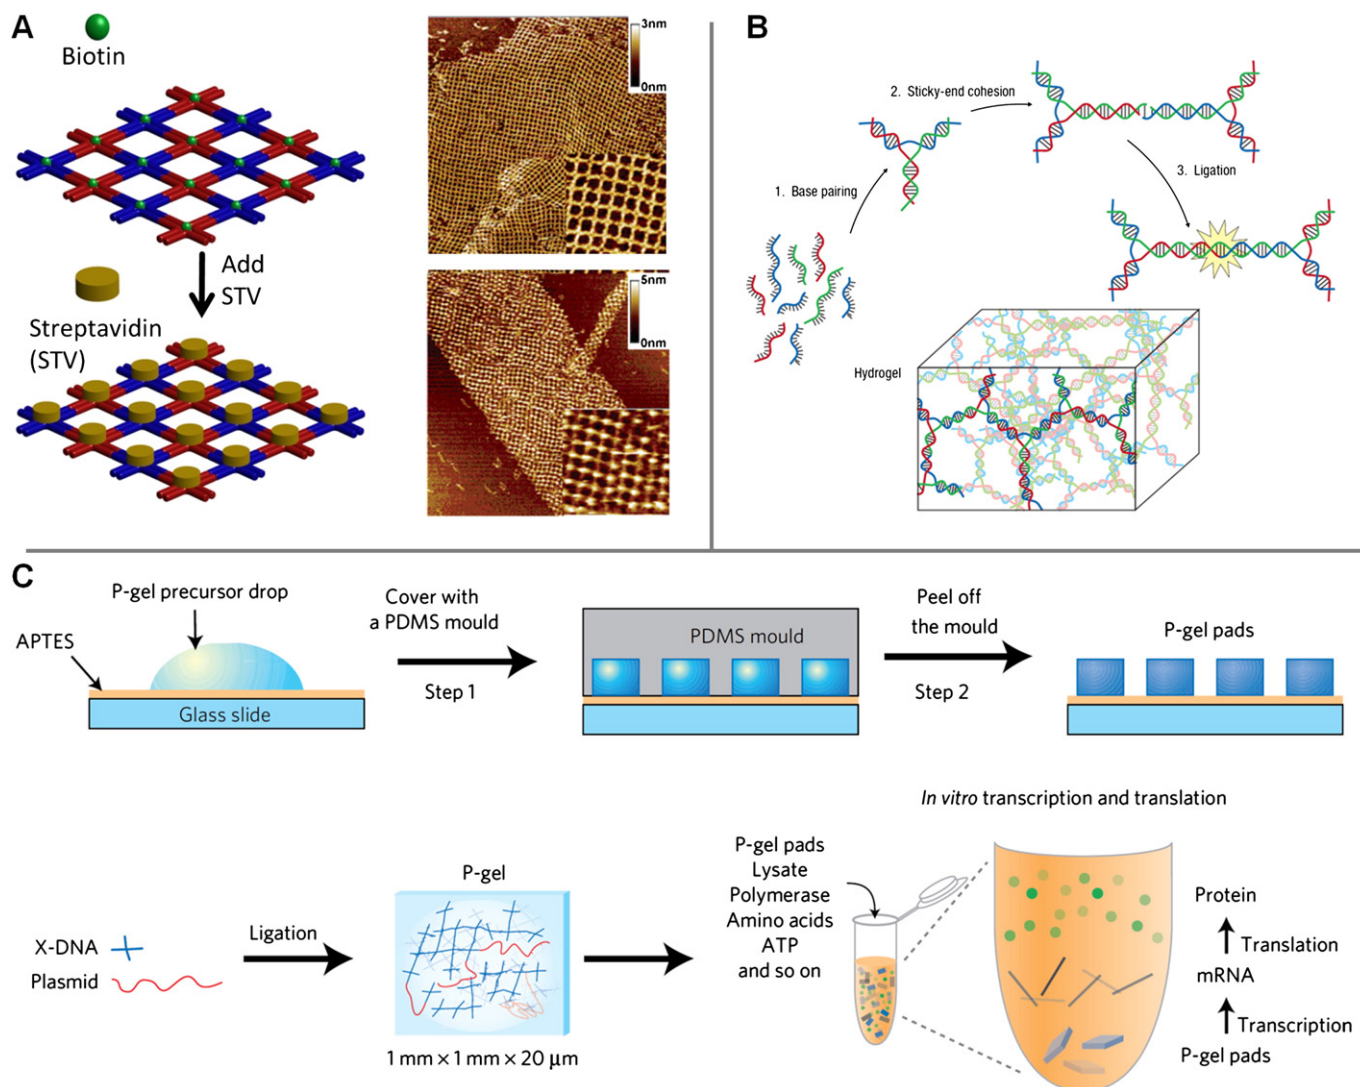 A
Biotin
Add
STV
Streptavidin
(STV)
3nm
0nm
5nm
0nm
B
1. Base pairing
2. Sticky-end cohesion
3. Ligation
Hydrogel
C
P-gel precursor drop
APTES
Glass slide
Cover with
a PDMS mould
Step 1
PDMS mould
Peel off
the mould
Step 2
P-gel pads
X-DNA
Plasmid
Ligation
P-gel
1 mm × 1 mm × 20 μm
P-gel pads
Lysate
Polymerase
Amino acids
ATP
and so on
In vitro transcription and translation
Protein
Translation
mRNA
Transcription
P-gel pads